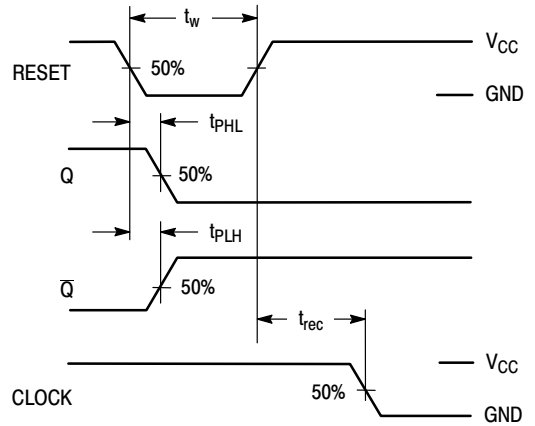 tw
VCC
RESET
50%
GND
tPHL
Q
50%
tPLH
Q̅
50%
trec
VCC
CLOCK
50%
GND